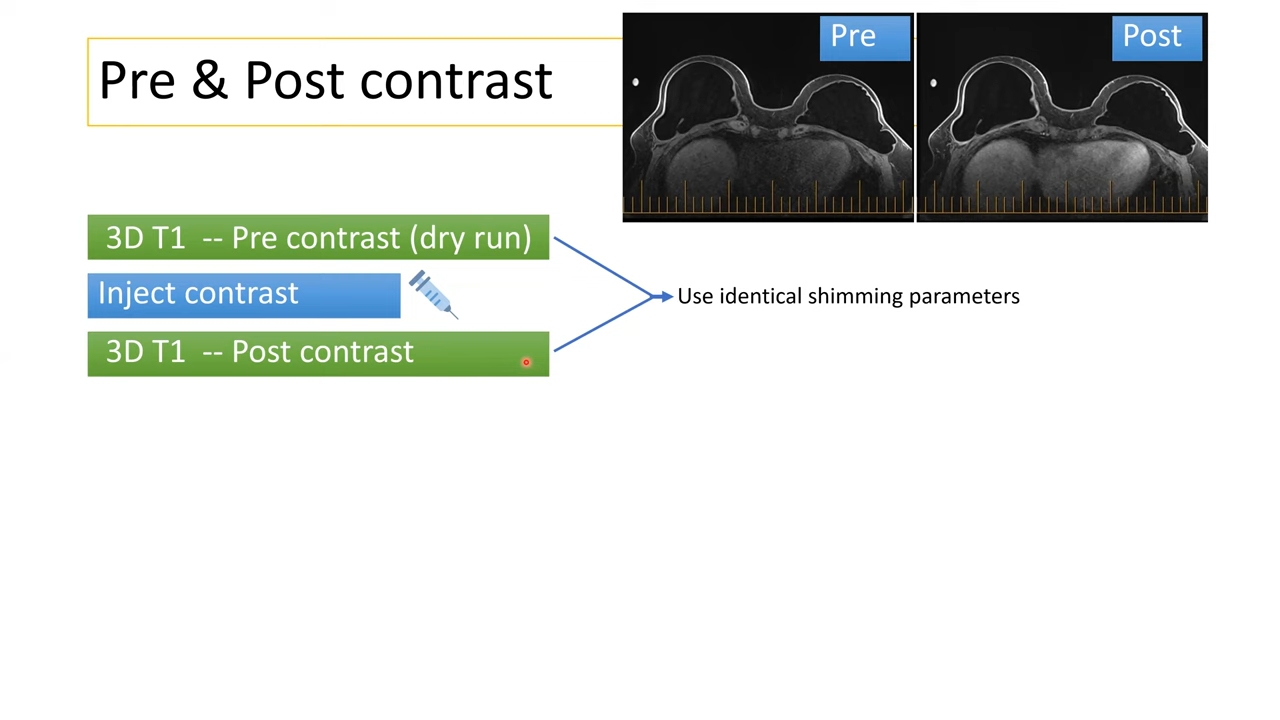 Pre & Post contrast
Pre
Post
3D T1 -- Pre contrast (dry run)
Inject contrast
3D T1 -- Post contrast
Use identical shimming parameters